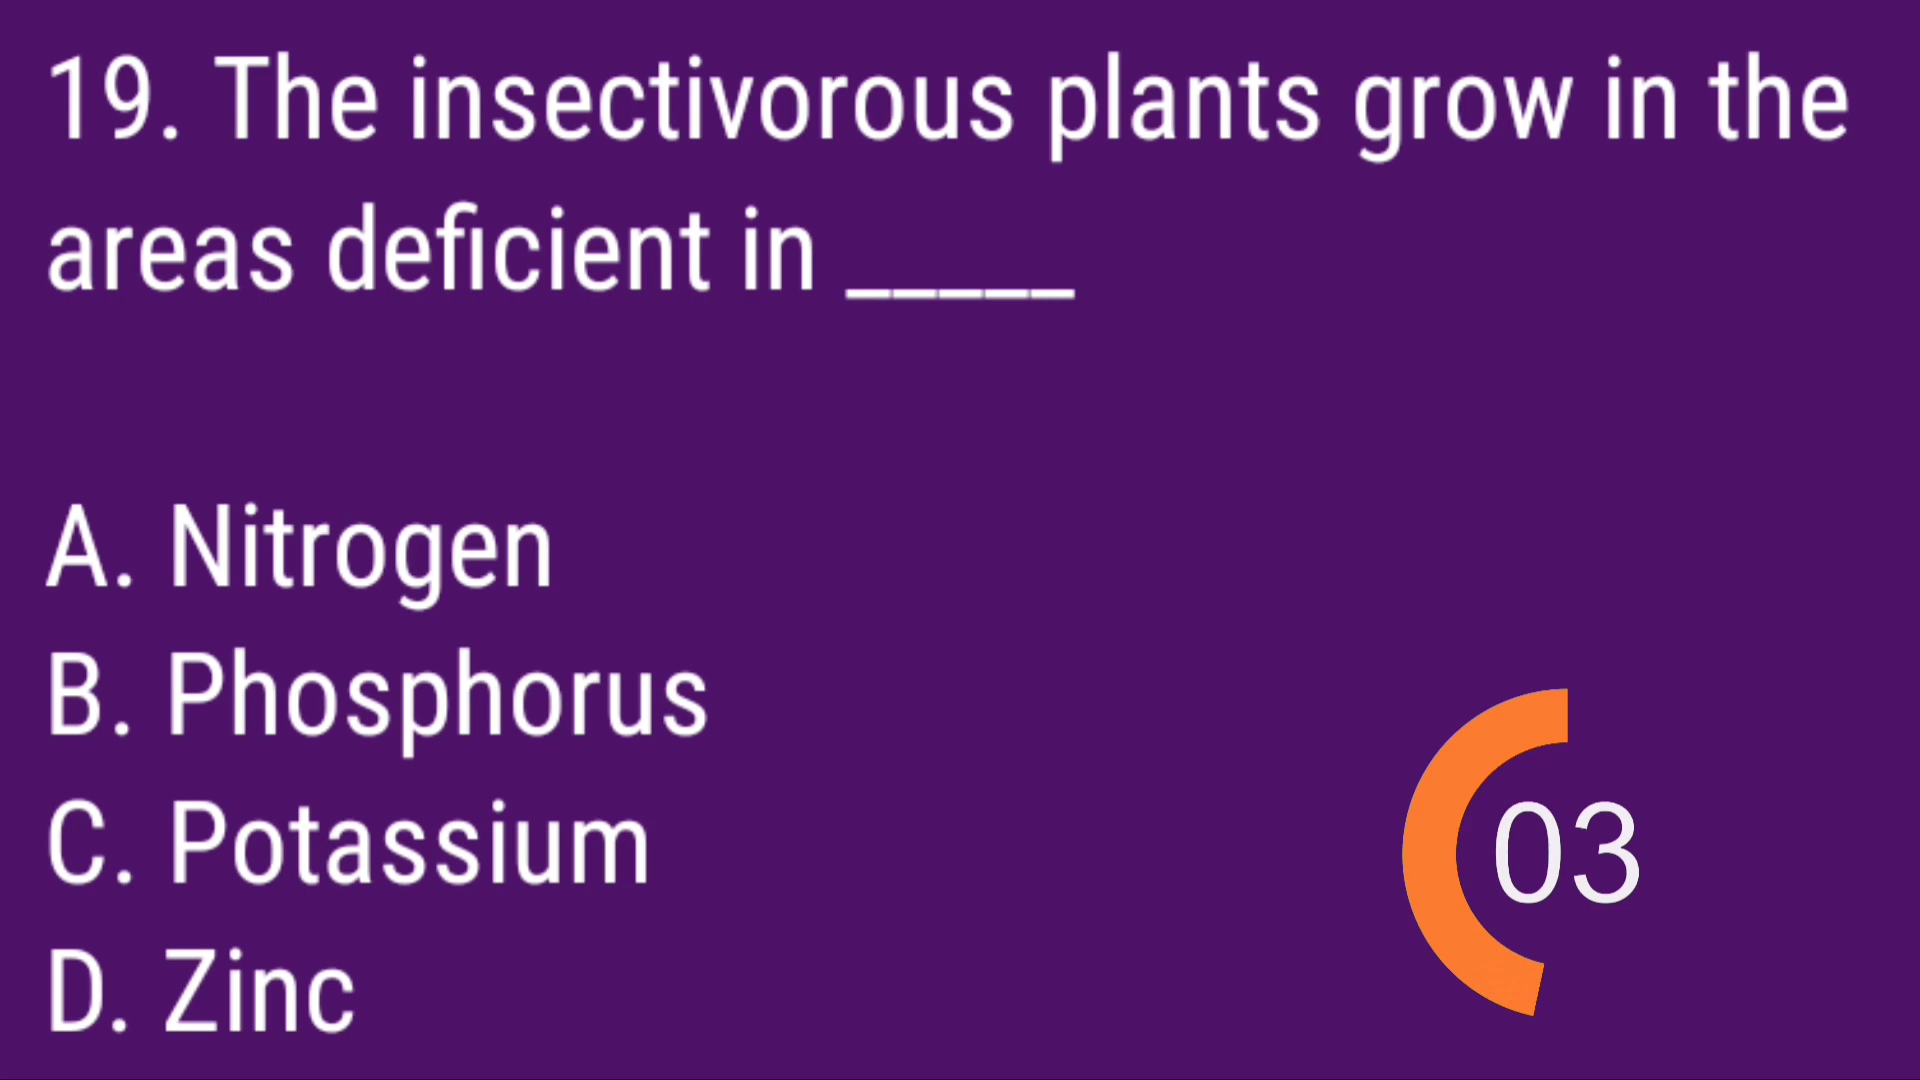 19. The insectivorous plants grow in the
areas deficient in _____
A. Nitrogen
B. Phosphorus
C. Potassium
03
D. Zinc